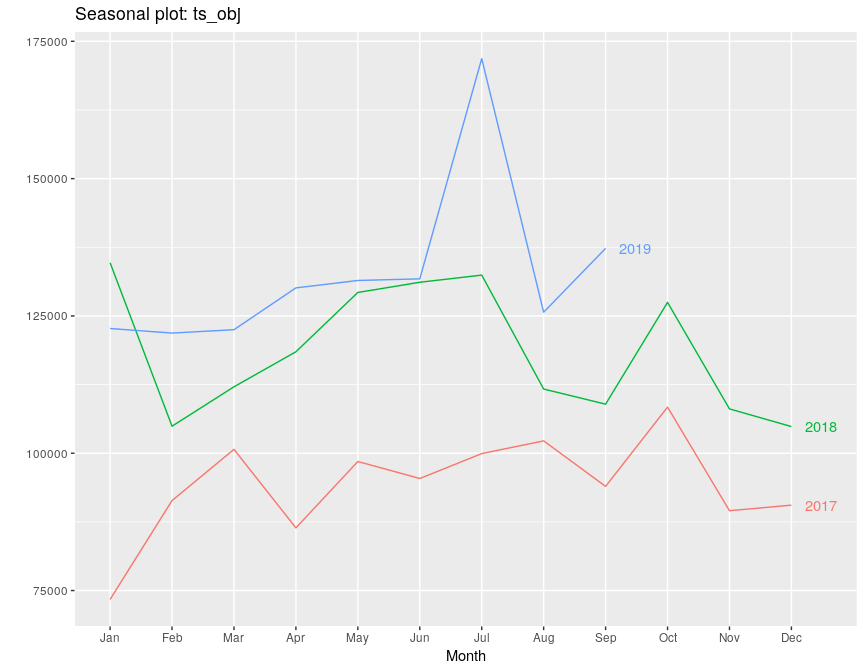 Seasonal plot: ts_obj
175000
150000
125000
100000
75000
2019
2018
2017
Jan Feb Mar Apr May Jun Jul Aug Sep Oct Nov Dec
Month